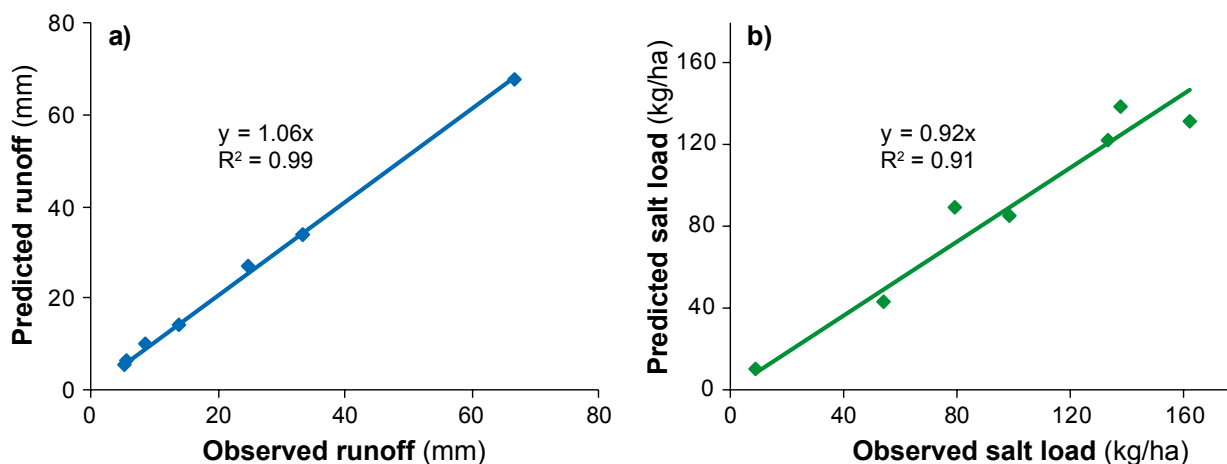 a)
Predicted runoff (mm)
80
60
40
20
0
y = 1.06x
R² = 0.99
0 20 40 60 80
Observed runoff (mm)
b)
Predicted salt load (kg/ha)
160
120
80
40
0
y = 0.92x
R² = 0.91
0 40 80 120 160
Observed salt load (kg/ha)